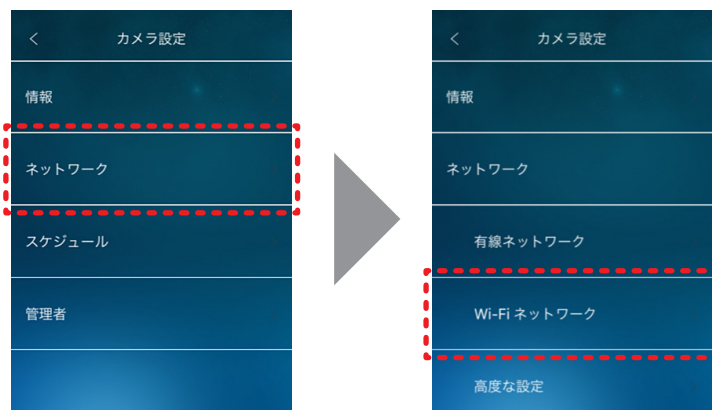 カメラ設定
情報
ネットワーク
スケジュール
管理者
カメラ設定
情報
ネットワーク
有線ネットワーク
Wi-Fi ネットワーク
高度な設定